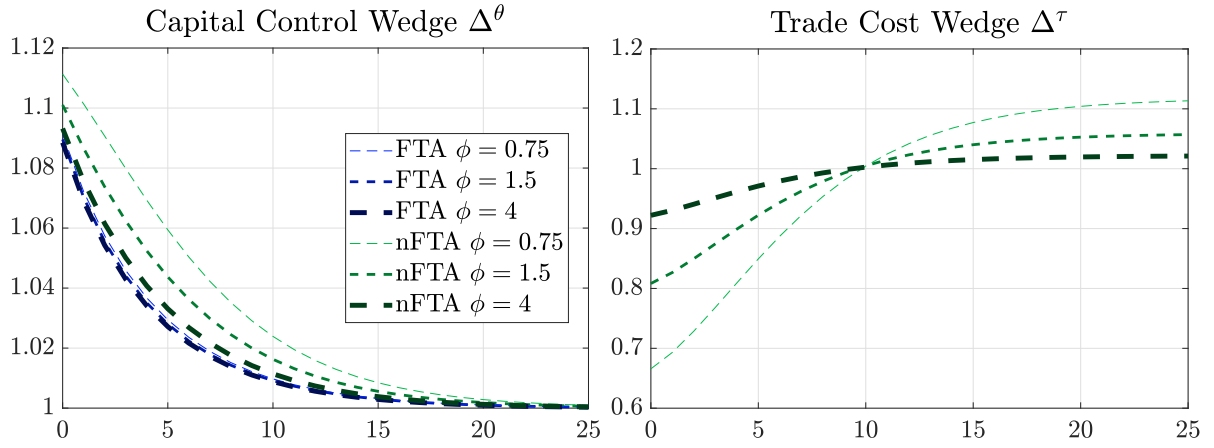 Capital Control Wedge Δ^θ
1.12
1.1
1.08
1.06
1.04
1.02
1
0 5 10 15 20 25
FTA ϕ = 0.75
FTA ϕ = 1.5
FTA ϕ = 4
nFTA ϕ = 0.75
nFTA ϕ = 1.5
nFTA ϕ = 4
Trade Cost Wedge Δ^τ
1.2
1.1
1
0.9
0.8
0.7
0.6
0 5 10 15 20 25